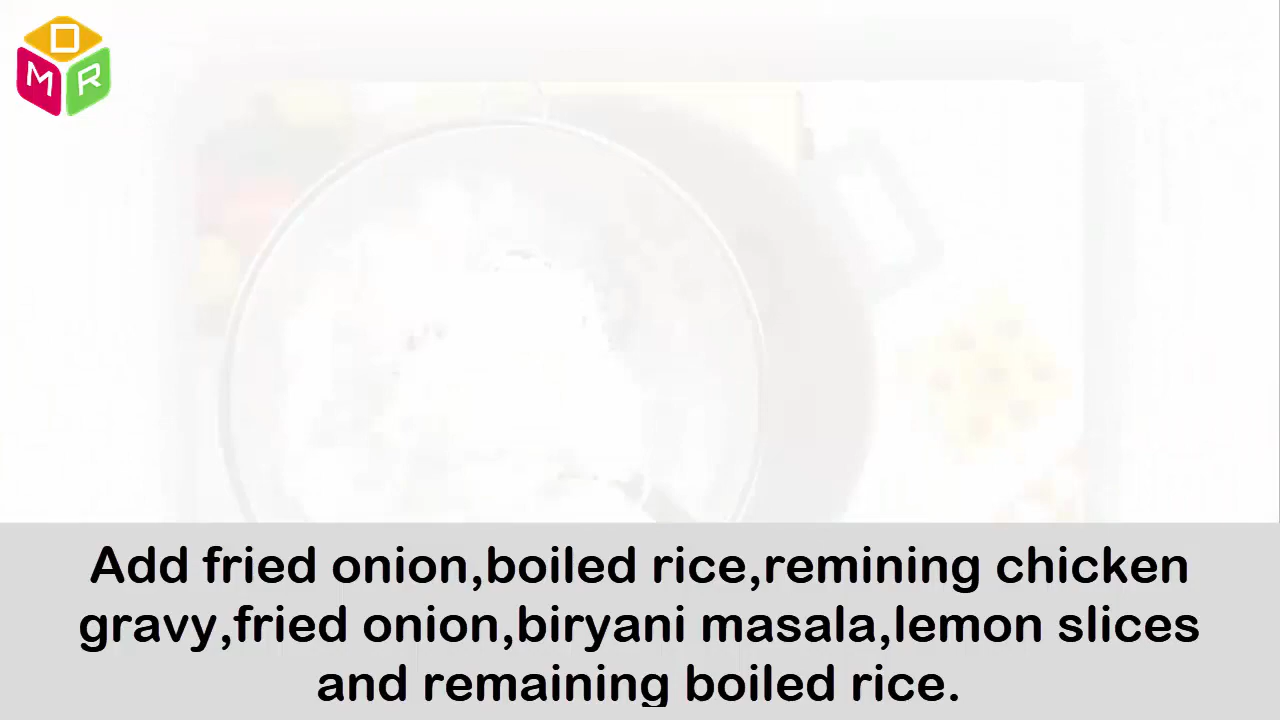 D
M R
Add fried onion,boiled rice,remining chicken
gravy,fried onion,biryani masala,lemon slices
and remaining boiled rice.